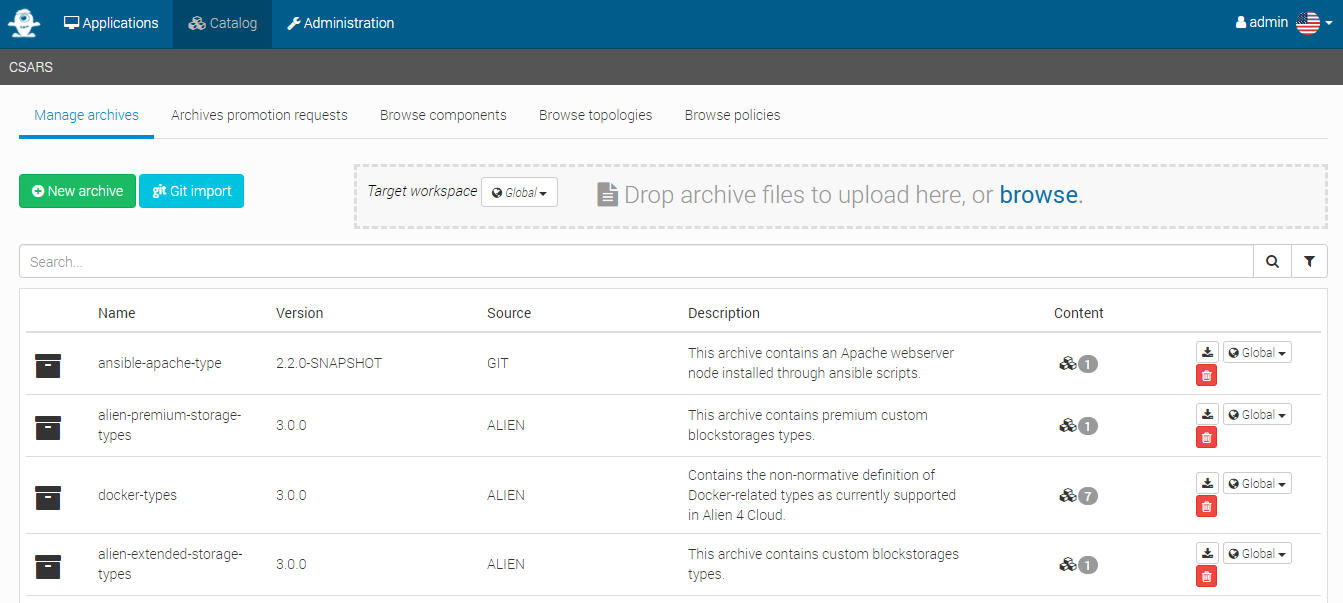 Applications Catalog Administration admin
CSARS
Manage archives Archives promotion requests Browse components Browse topologies Browse policies
New archive git Git import Target workspace Global Drop archive files to upload here, or browse.
Search...
Name Version Source Description Content
ansible-apache-type 2.2.0-SNAPSHOT GIT This archive contains an Apache webserver
node installed through ansible scripts. 1 Global
alien-premium-storage-
types 3.0.0 ALIEN This archive contains premium custom
blockstorages types. 1 Global
docker-types 3.0.0 ALIEN Contains the non-normative definition of
Docker-related types as currently supported
in Alien 4 Cloud. 7 Global
alien-extended-storage-
types 3.0.0 ALIEN This archive contains custom blockstorages
types. 1 Global